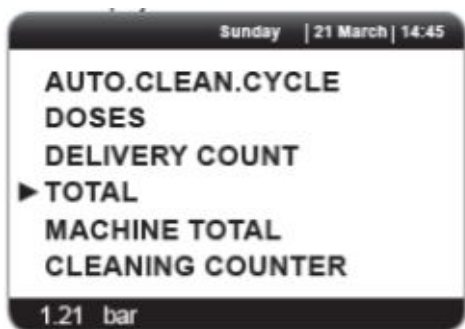 Sunday | 21 March | 14:45
AUTO.CLEAN.CYCLE
DOSES
DELIVERY COUNT
TOTAL
MACHINE TOTAL
CLEANING COUNTER
1.21 bar